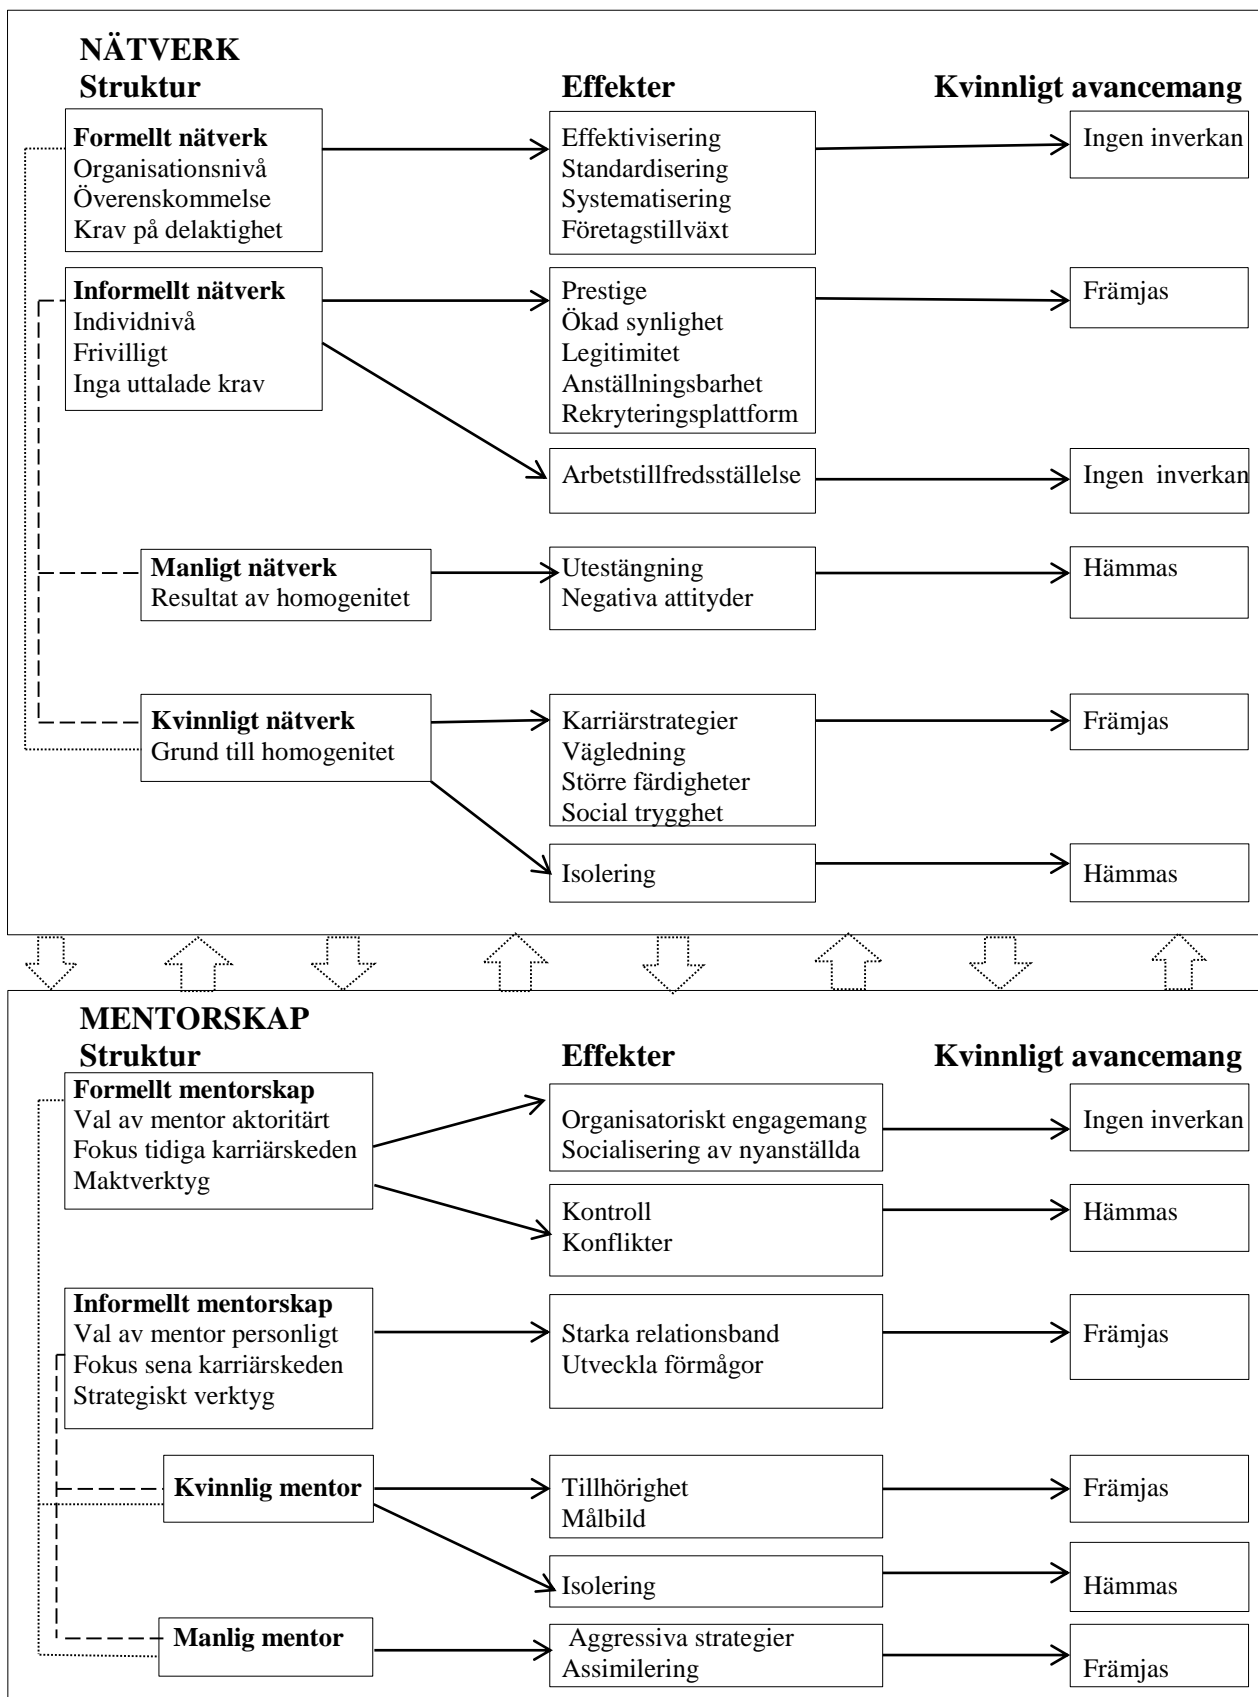 NÄTVERK
Struktur
Effekter
Kvinnligt avancemang
Formellt nätverk
Organisationsnivå
Överenskommelse
Krav på delaktighet
Effektivisering
Standardisering
Systematisering
Företagstillväxt
Ingen inverkan
Informellt nätverk
Individnivå
Frivilligt
Inga uttalade krav
Prestige
Ökad synlighet
Legitimitet
Anställningsbarhet
Rekryteringsplattform
Främjas
Arbetstillfredsställelse
Ingen inverkan
Manligt nätverk
Resultat av homogenitet
Utestängning
Negativa attityder
Hämmas
Kvinnligt nätverk
Grund till homogenitet
Karriärstrategier
Vägledning
Större färdigheter
Social trygghet
Främjas
Isolering
Hämmas
MENTORSKAP
Struktur
Effekter
Kvinnligt avancemang
Formellt mentorskap
Val av mentor aktoritärt
Fokus tidiga karriärskeden
Maktverktyg
Organisatoriskt engagemang
Socialisering av nyanställda
Ingen inverkan
Kontroll
Konflikter
Hämmas
Informellt mentorskap
Val av mentor personligt
Fokus sena karriärskeden
Strategiskt verktyg
Starka relationsband
Utveckla förmågor
Främjas
Kvinnlig mentor
Tillhörighet
Målbild
Främjas
Isolering
Hämmas
Manlig mentor
Aggressiva strategier
Assimilering
Främjas